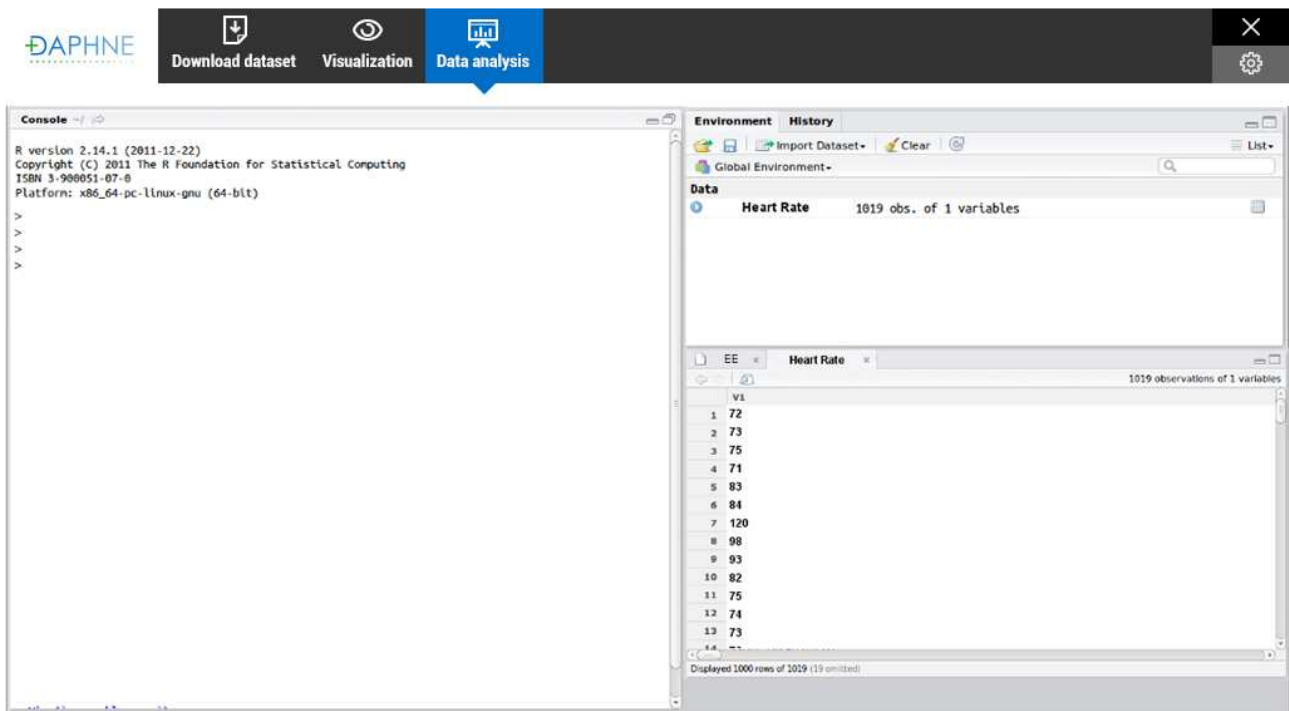 DAPHNE
Download dataset
Visualization
Data analysis
Console ~/
R version 2.14.1 (2011-12-22)
Copyright (C) 2011 The R Foundation for Statistical Computing
ISBN 3-900051-07-0
Platform: x86_64-pc-linux-gnu (64-bit)
>
>
>
>
Environment History
Import Dataset Clear List
Global Environment
Data
Heart Rate 1019 obs. of 1 variables
EE × Heart Rate ×
1019 observations of 1 variables
V1
1 72
2 73
3 75
4 71
5 83
6 84
7 120
8 98
9 93
10 82
11 75
12 74
13 73
14
Displayed 1000 rows of 1019 (19 omitted)